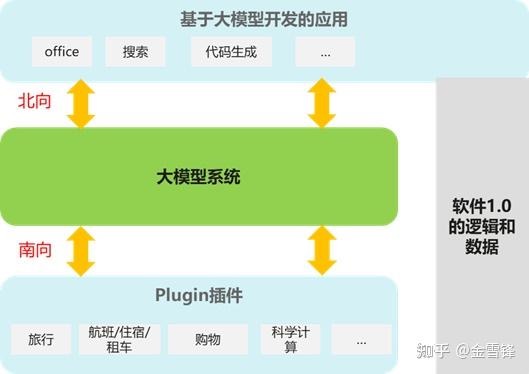 基于大模型开发的应用
office
搜索
代码生成
...
北向
大模型系统
软件1.0
的逻辑和
数据
南向
Plugin插件
旅行
航班/住宿/
租车
购物
科学计
算
...
知乎 @金雪锋